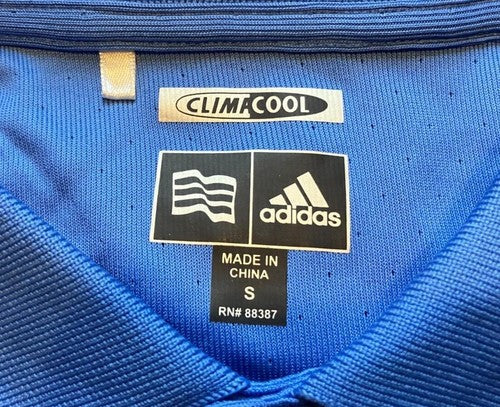 CLIMACOOL
adidas
MADE IN
CHINA
S
RN# 88387